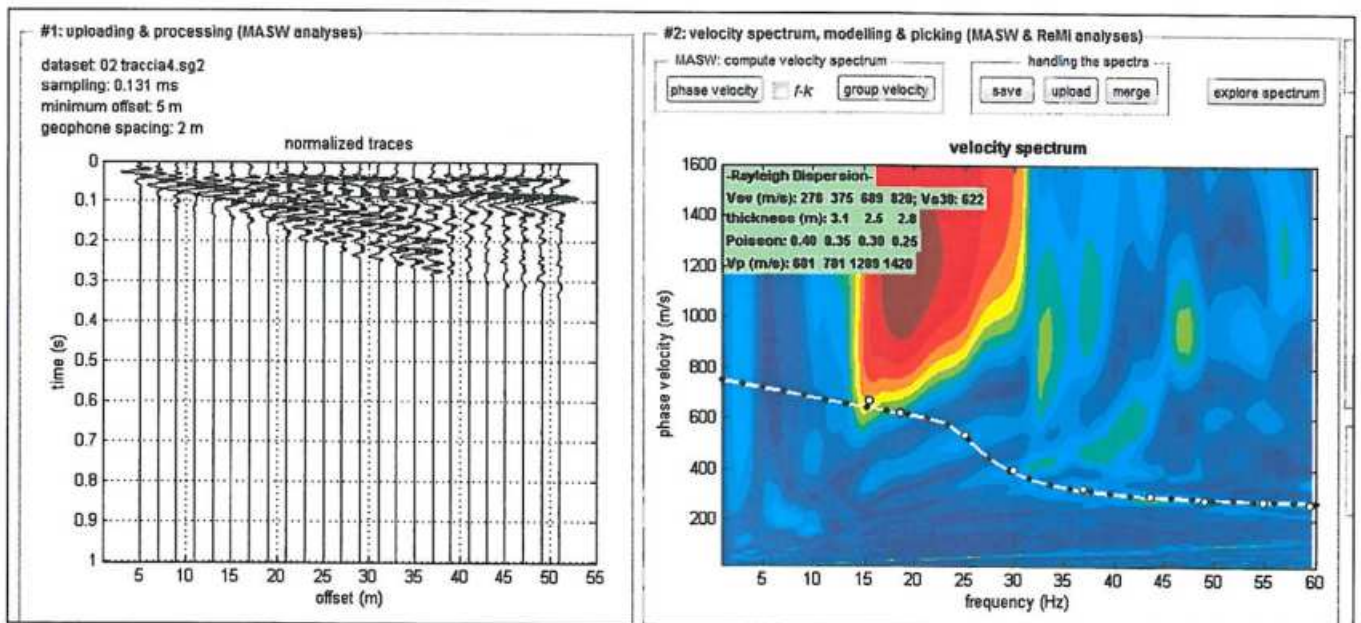 #1: uploading & processing (MASW analyses)
dataset: 02 traccia4.sg2
sampling: 0.131 ms
minimum offset: 5 m
geophone spacing: 2 m
normalized traces
0
0.1
0.2
0.3
0.4
0.5
0.6
0.7
0.8
0.9
1
time (s)
5 10 15 20 25 30 35 40 45 50 55
offset (m)
#2: velocity spectrum, modelling & picking (MASW & ReMi analyses)
MASW: compute velocity spectrum
phase velocity f-k group velocity
handling the spectra
save upload merge
explore spectrum
velocity spectrum
-Rayleigh Dispersion-
Vsv (m/s): 278 375 689 820; Vs30: 622
thickness (m): 3.1 2.5 2.8
Poisson: 0.40 0.35 0.30 0.25
Vp (m/s): 681 781 1289 1420
1600
1400
1200
1000
800
600
400
200
phase velocity (m/s)
5 10 15 20 25 30 35 40 45 50 55 60
frequency (Hz)